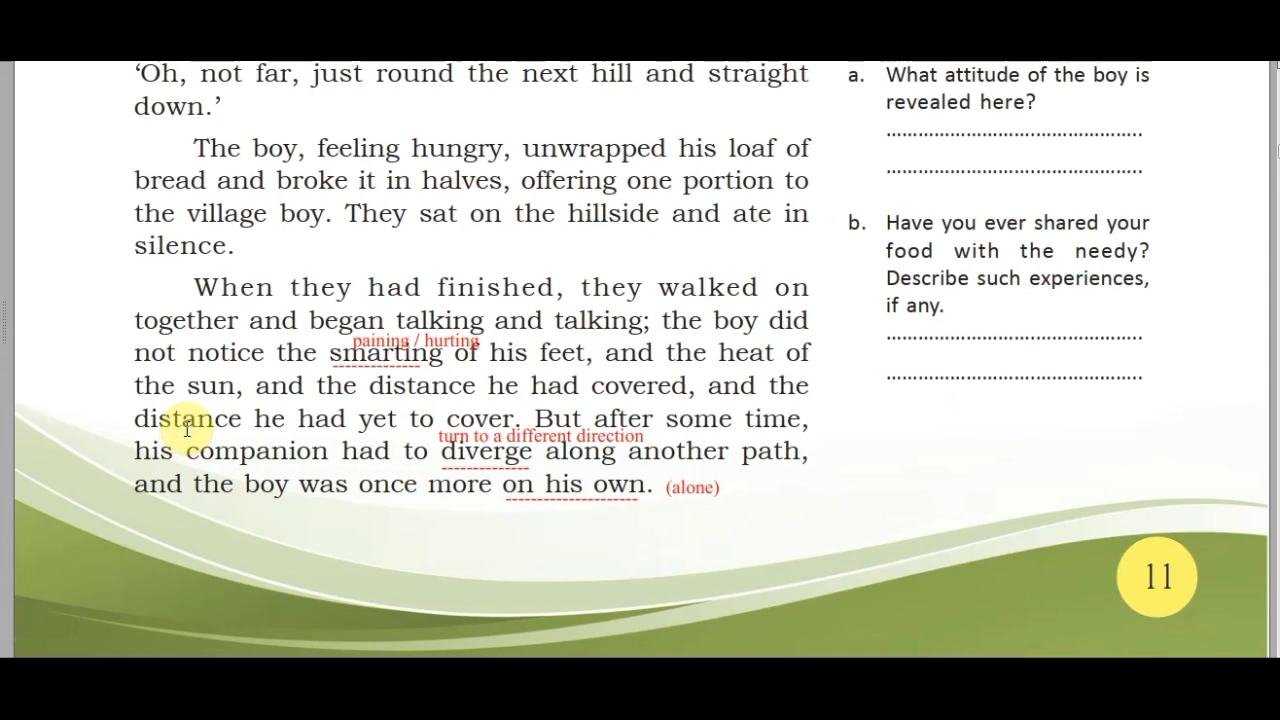 ‘Oh, not far, just round the next hill and straight
down.’
The boy, feeling hungry, unwrapped his loaf of
bread and broke it in halves, offering one portion to
the village boy. They sat on the hillside and ate in
silence.
When they had finished, they walked on
together and began talking and talking; the boy did
paining / hurting
not notice the smarting of his feet, and the heat of
the sun, and the distance he had covered, and the
distance he had yet to cover. But after some time,
turn to a different direction
his companion had to diverge along another path,
and the boy was once more on his own. (alone)
a. What attitude of the boy is
revealed here?
................................................
................................................
b. Have you ever shared your
food with the needy?
Describe such experiences,
if any.
................................................
................................................
11